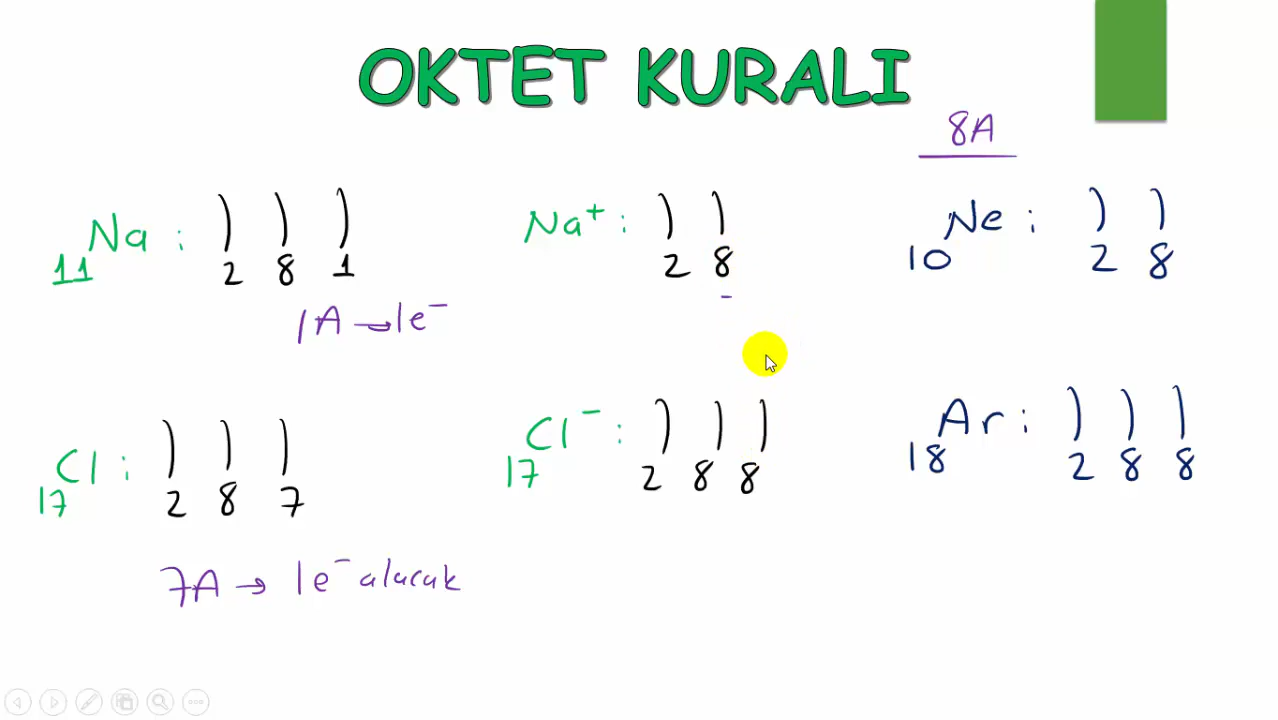 OKTET KURALI
8A
11Na : ) ) )
2 8 1
1A → 1e⁻
Na⁺ : ) )
2 8
10Ne : ) )
2 8
17Cl : ) ) )
2 8 7
7A → 1e⁻ alacak
17Cl⁻ : ) ) )
2 8 8
18Ar : ) ) )
2 8 8